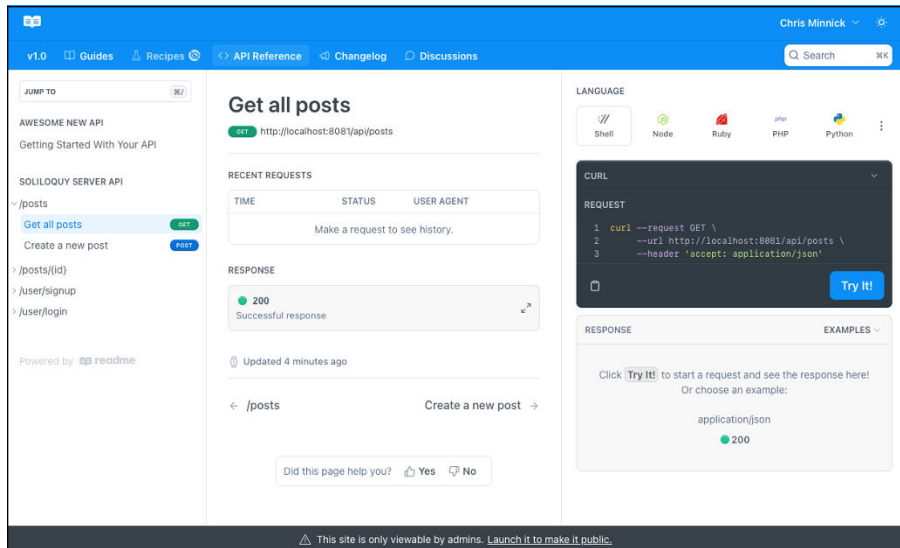 Chris Minnick
v1.0 Guides Recipes API Reference Changelog Discussions Search ⌘K
JUMP TO ⌘/
AWESOME NEW API
Getting Started With Your API
SOLILOQUY SERVER API
/posts
Get all posts GET
Create a new post POST
/posts/{id}
/user/signup
/user/login
Powered by readme
Get all posts
GET http://localhost:8081/api/posts
RECENT REQUESTS
TIME STATUS USER AGENT
Make a request to see history.
RESPONSE
200
Successful response
Updated 4 minutes ago
← /posts Create a new post →
Did this page help you? Yes No
LANGUAGE
Shell Node Ruby php PHP Python
CURL
REQUEST
1 curl --request GET \
2 --url http://localhost:8081/api/posts \
3 --header 'accept: application/json'
Try It!
RESPONSE EXAMPLES
Click Try It! to start a request and see the response here!
Or choose an example:
application/json
200
This site is only viewable by admins. Launch it to make it public.